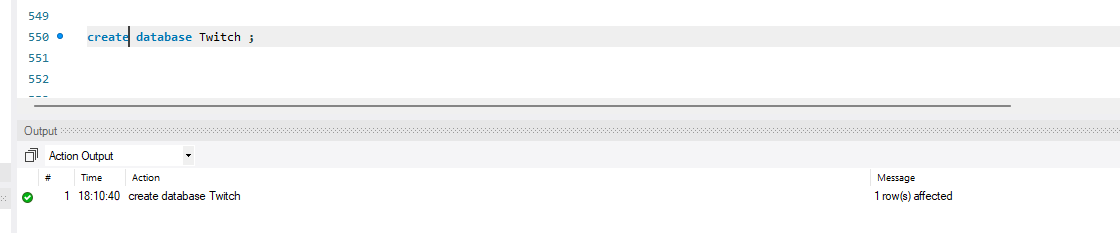 549
550 create database Twitch ;
551
552
Output
Action Output
# Time Action Message
1 18:10:40 create database Twitch 1 row(s) affected